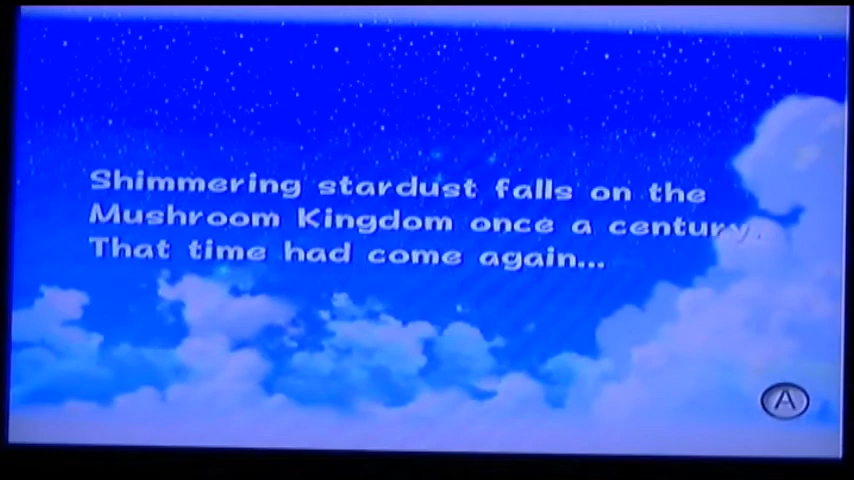 Shimmering stardust falls on the
Mushroom Kingdom once a century.
That time had come again...
A